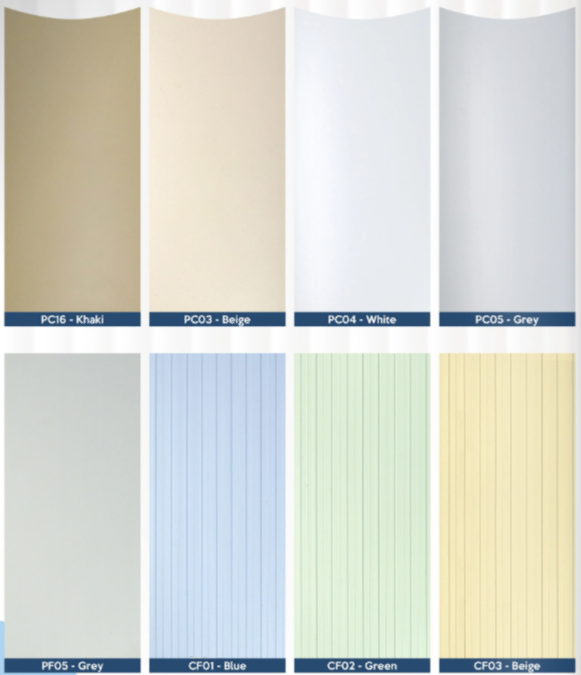 PC16 - Khaki
PC03 - Beige
PC04 - White
PC05 - Grey
PF05 - Grey
CF01 - Blue
CF02 - Green
CF03 - Beige